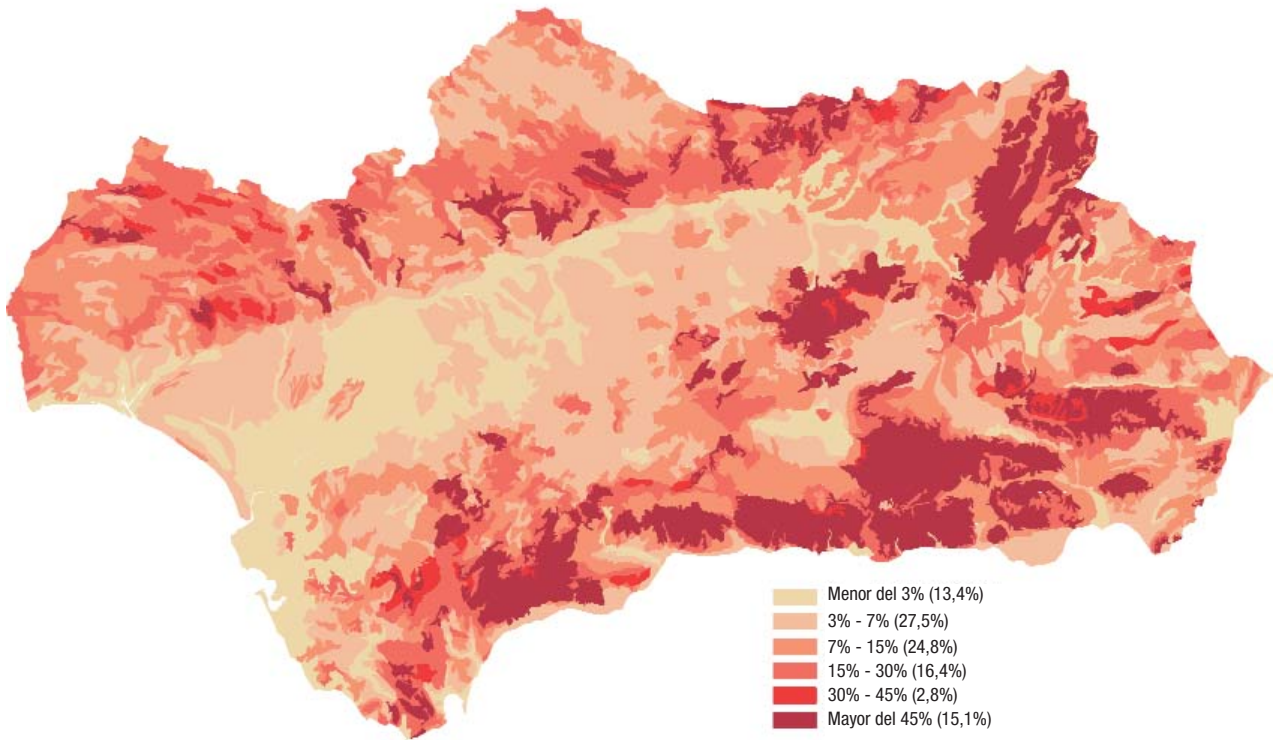 Menor del 3% (13,4%)
3% - 7% (27,5%)
7% - 15% (24,8%)
15% - 30% (16,4%)
30% - 45% (2,8%)
Mayor del 45% (15,1%)